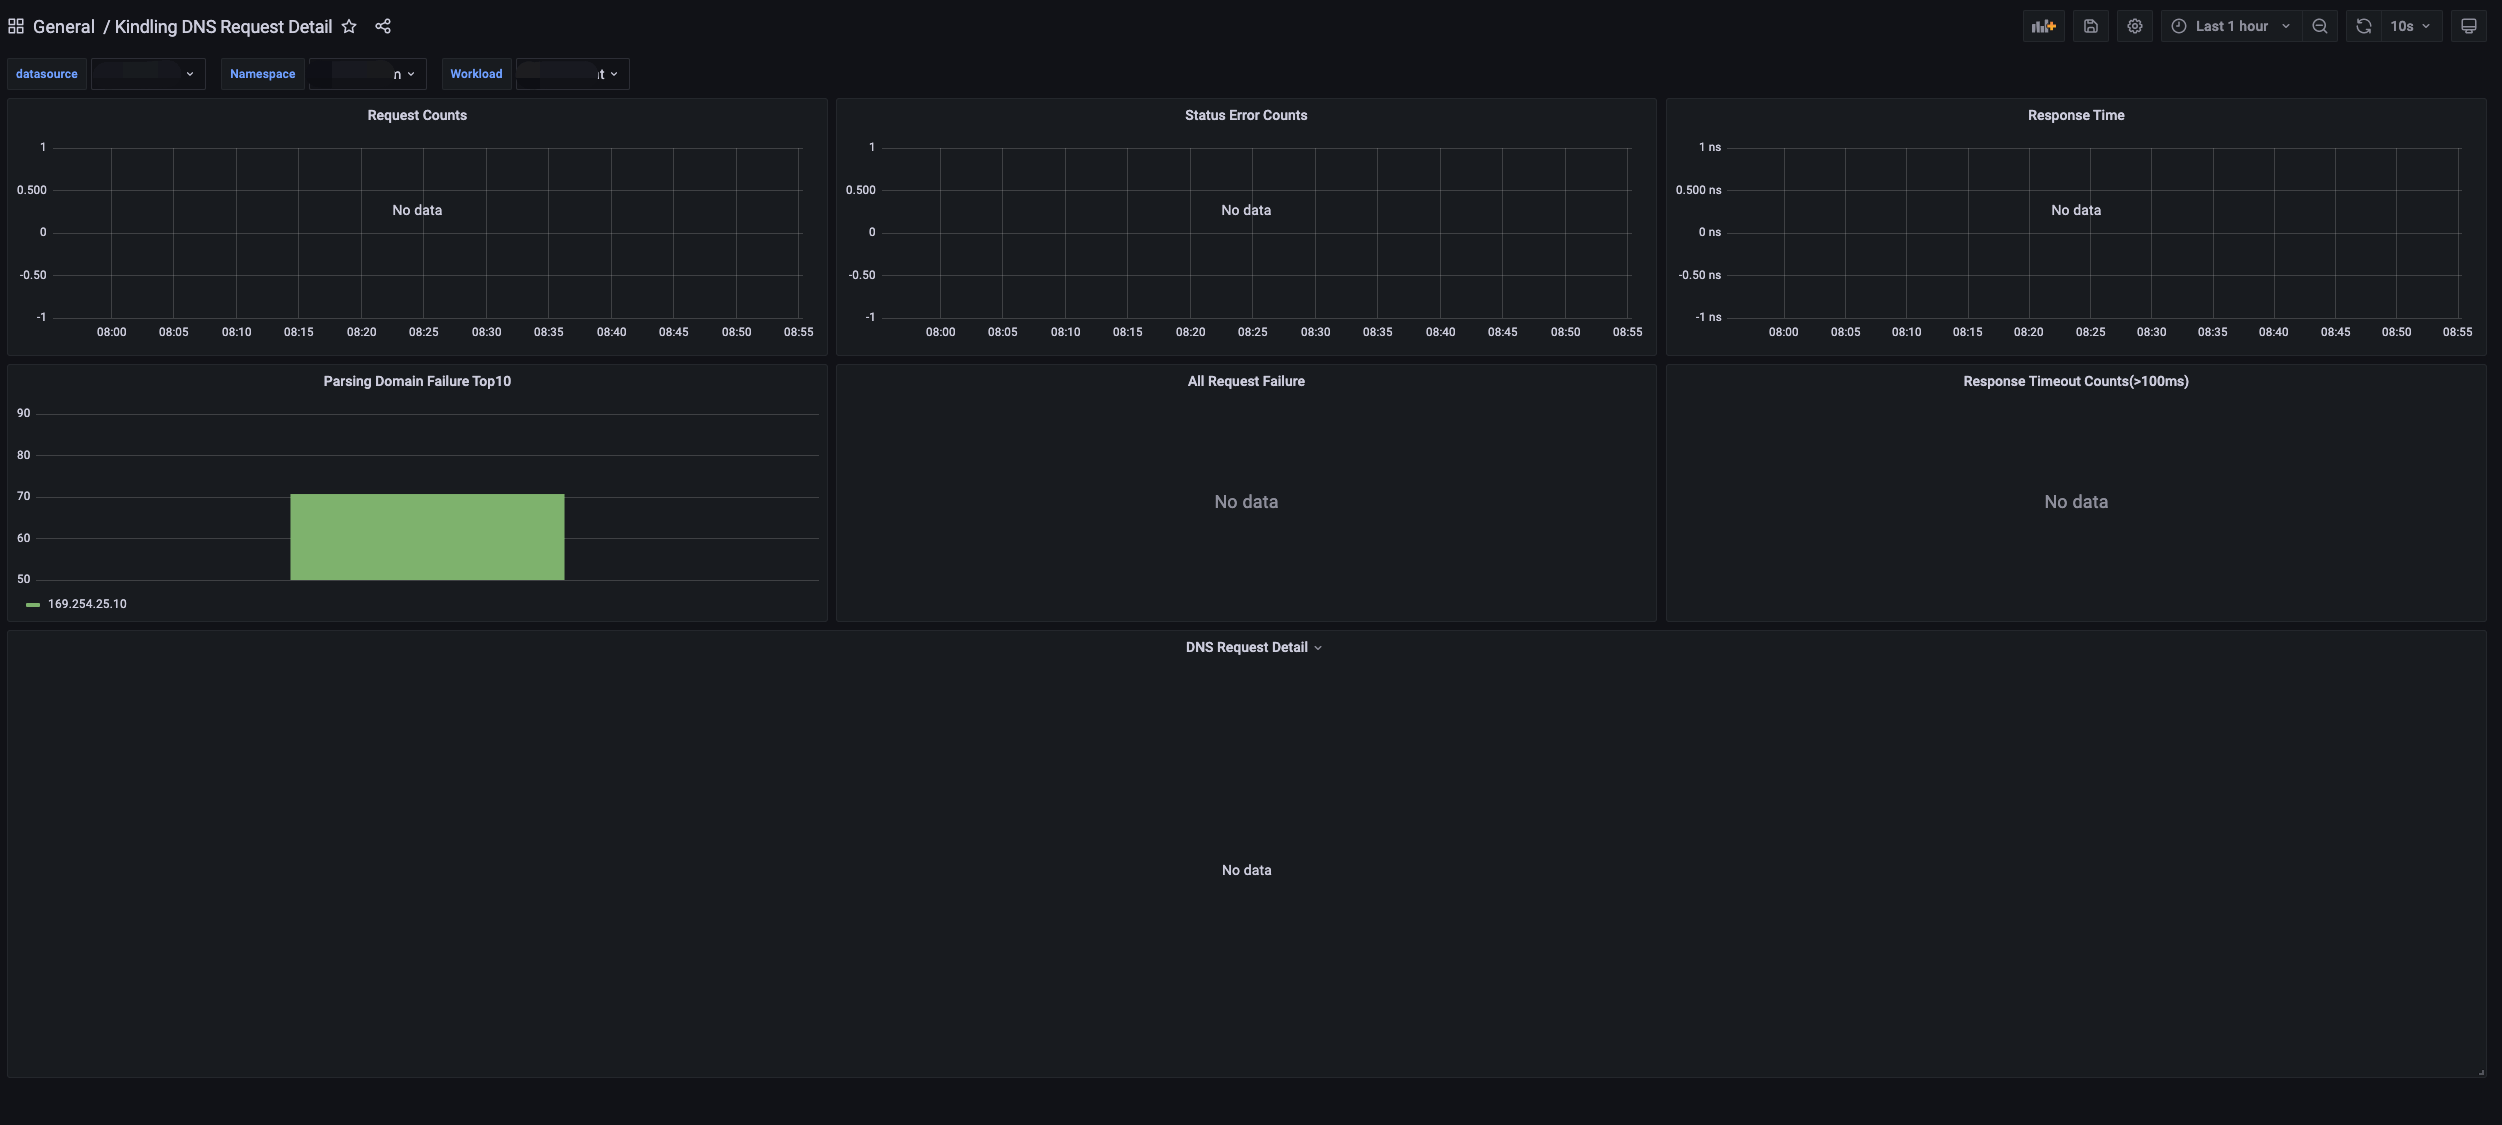 General / Kindling DNS Request Detail
Last 1 hour
10s
datasource
Namespace
n
Workload
t
Request Counts
1
0.500
0
-0.50
-1
No data
08:00 08:05 08:10 08:15 08:20 08:25 08:30 08:35 08:40 08:45 08:50 08:55
Status Error Counts
1
0.500
0
-0.50
-1
No data
08:00 08:05 08:10 08:15 08:20 08:25 08:30 08:35 08:40 08:45 08:50 08:55
Response Time
1 ns
0.500 ns
0 ns
-0.50 ns
-1 ns
No data
08:00 08:05 08:10 08:15 08:20 08:25 08:30 08:35 08:40 08:45 08:50 08:55
Parsing Domain Failure Top10
90
80
70
60
50
169.254.25.10
All Request Failure
No data
Response Timeout Counts(>100ms)
No data
DNS Request Detail
No data